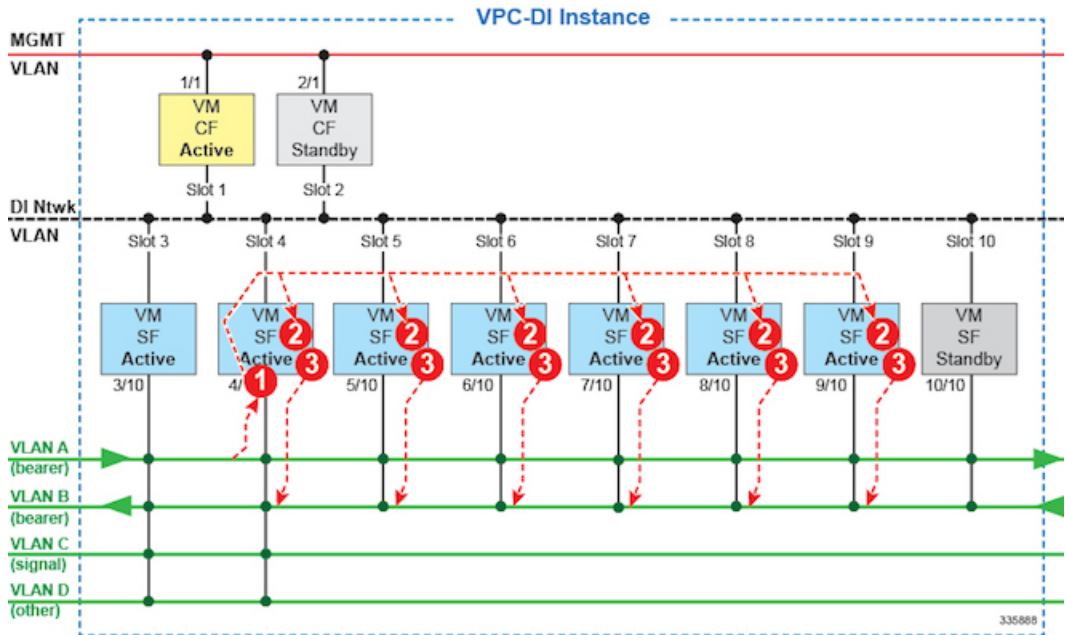 VPC-DI Instance
MGMT
VLAN
1/1
2/1
VM
CF
Active
VM
CF
Standby
Slot 1
Slot 2
DI Ntwk
VLAN
Slot 3
Slot 4
Slot 5
Slot 6
Slot 7
Slot 8
Slot 9
Slot 10
VM
SF
Active
VM
SF
Active
VM
SF
Active
VM
SF
Active
VM
SF
Active
VM
SF
Active
VM
SF
Active
VM
SF
Standby
2
2
2
2
2
2
3
3
3
3
3
3
1
3/10
4/
5/10
6/10
7/10
8/10
9/10
10/10
VLAN A
(bearer)
VLAN B
(bearer)
VLAN C
(signal)
VLAN D
(other)
335888